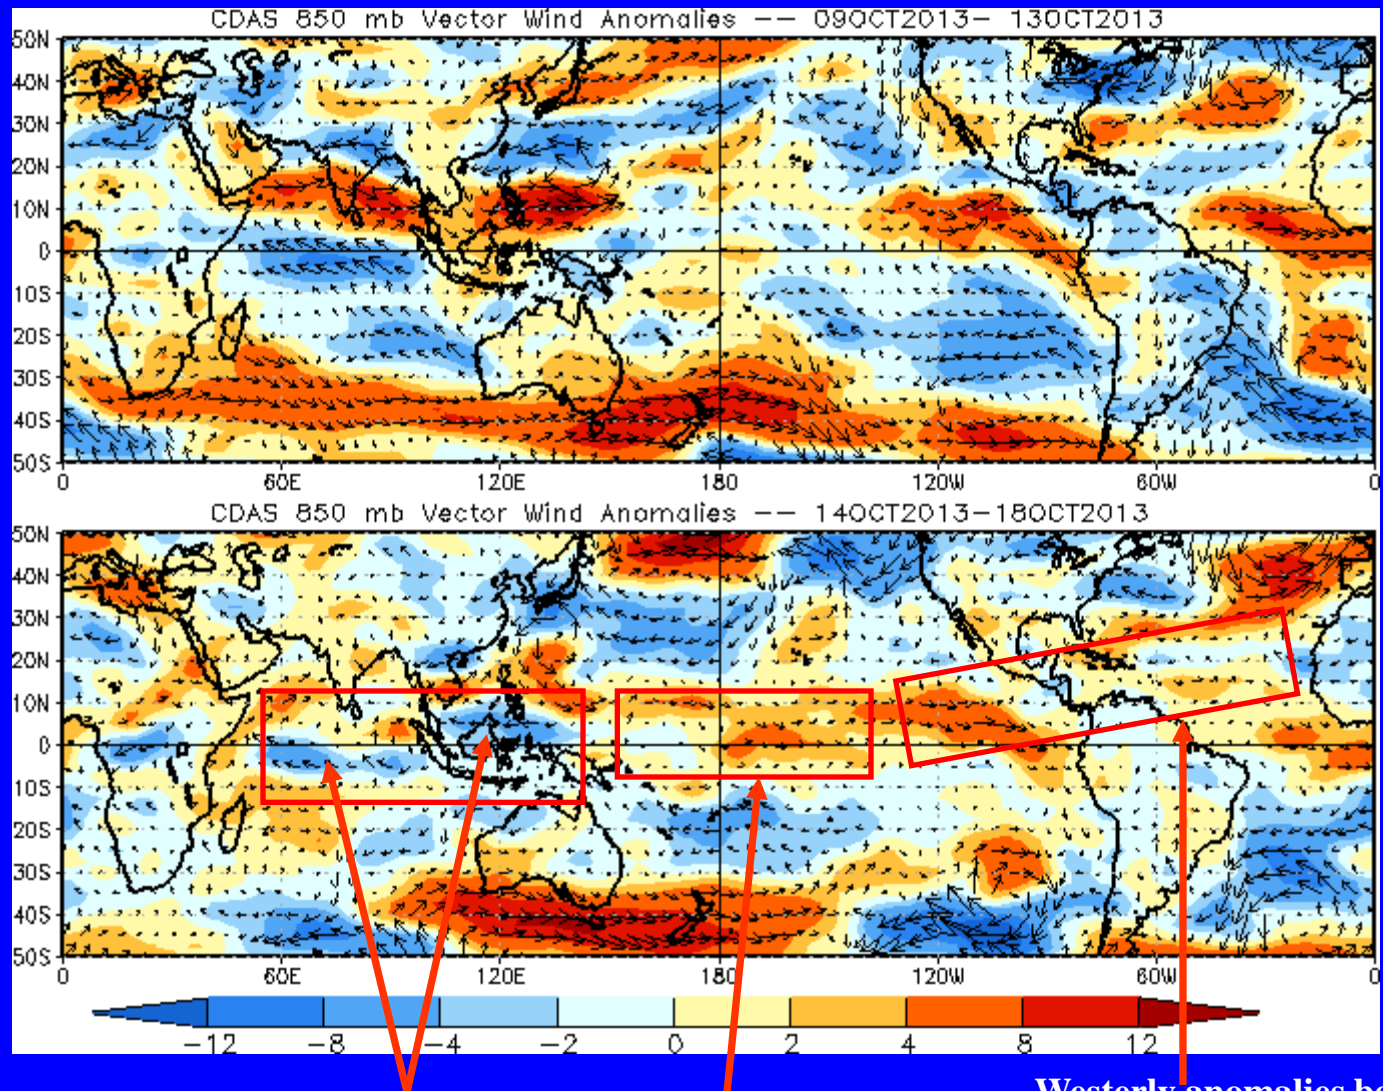 CDAS 850 mb Vector Wind Anomalies -- 09OCT2013- 13OCT2013
50N
40N
30N
20N
10N
0
10S
20S
30S
40S
50S
0 60E 120E 180 120W 60W 0
CDAS 850 mb Vector Wind Anomalies -- 14OCT2013-18OCT2013
50N
40N
30N
20N
10N
0
10S
20S
30S
40S
50S
0 60E 120E 180 120W 60W 0
-12 -8 -4 -2 0 2 4 8 12
Westerly anomalies be